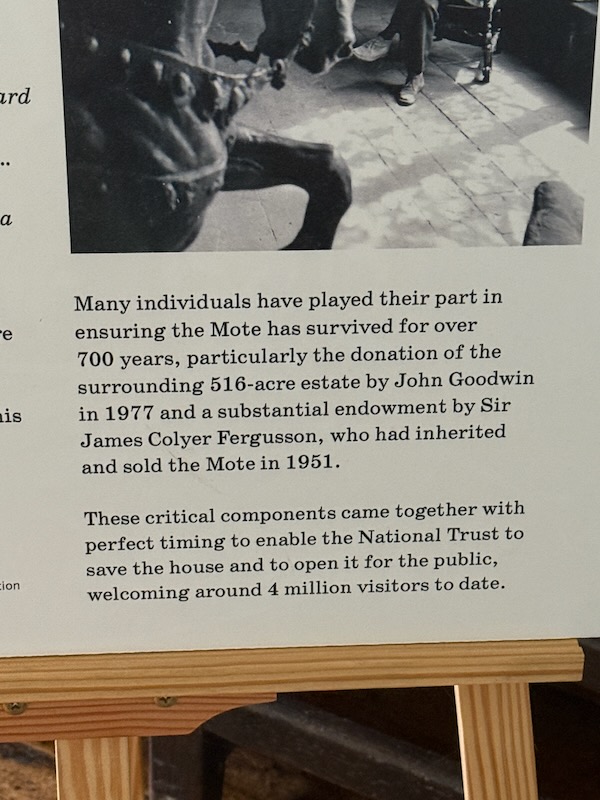 ard
..
a
re
his
tion
Many individuals have played their part in
ensuring the Mote has survived for over
700 years, particularly the donation of the
surrounding 516-acre estate by John Goodwin
in 1977 and a substantial endowment by Sir
James Colyer Fergusson, who had inherited
and sold the Mote in 1951.
These critical components came together with
perfect timing to enable the National Trust to
save the house and to open it for the public,
welcoming around 4 million visitors to date.